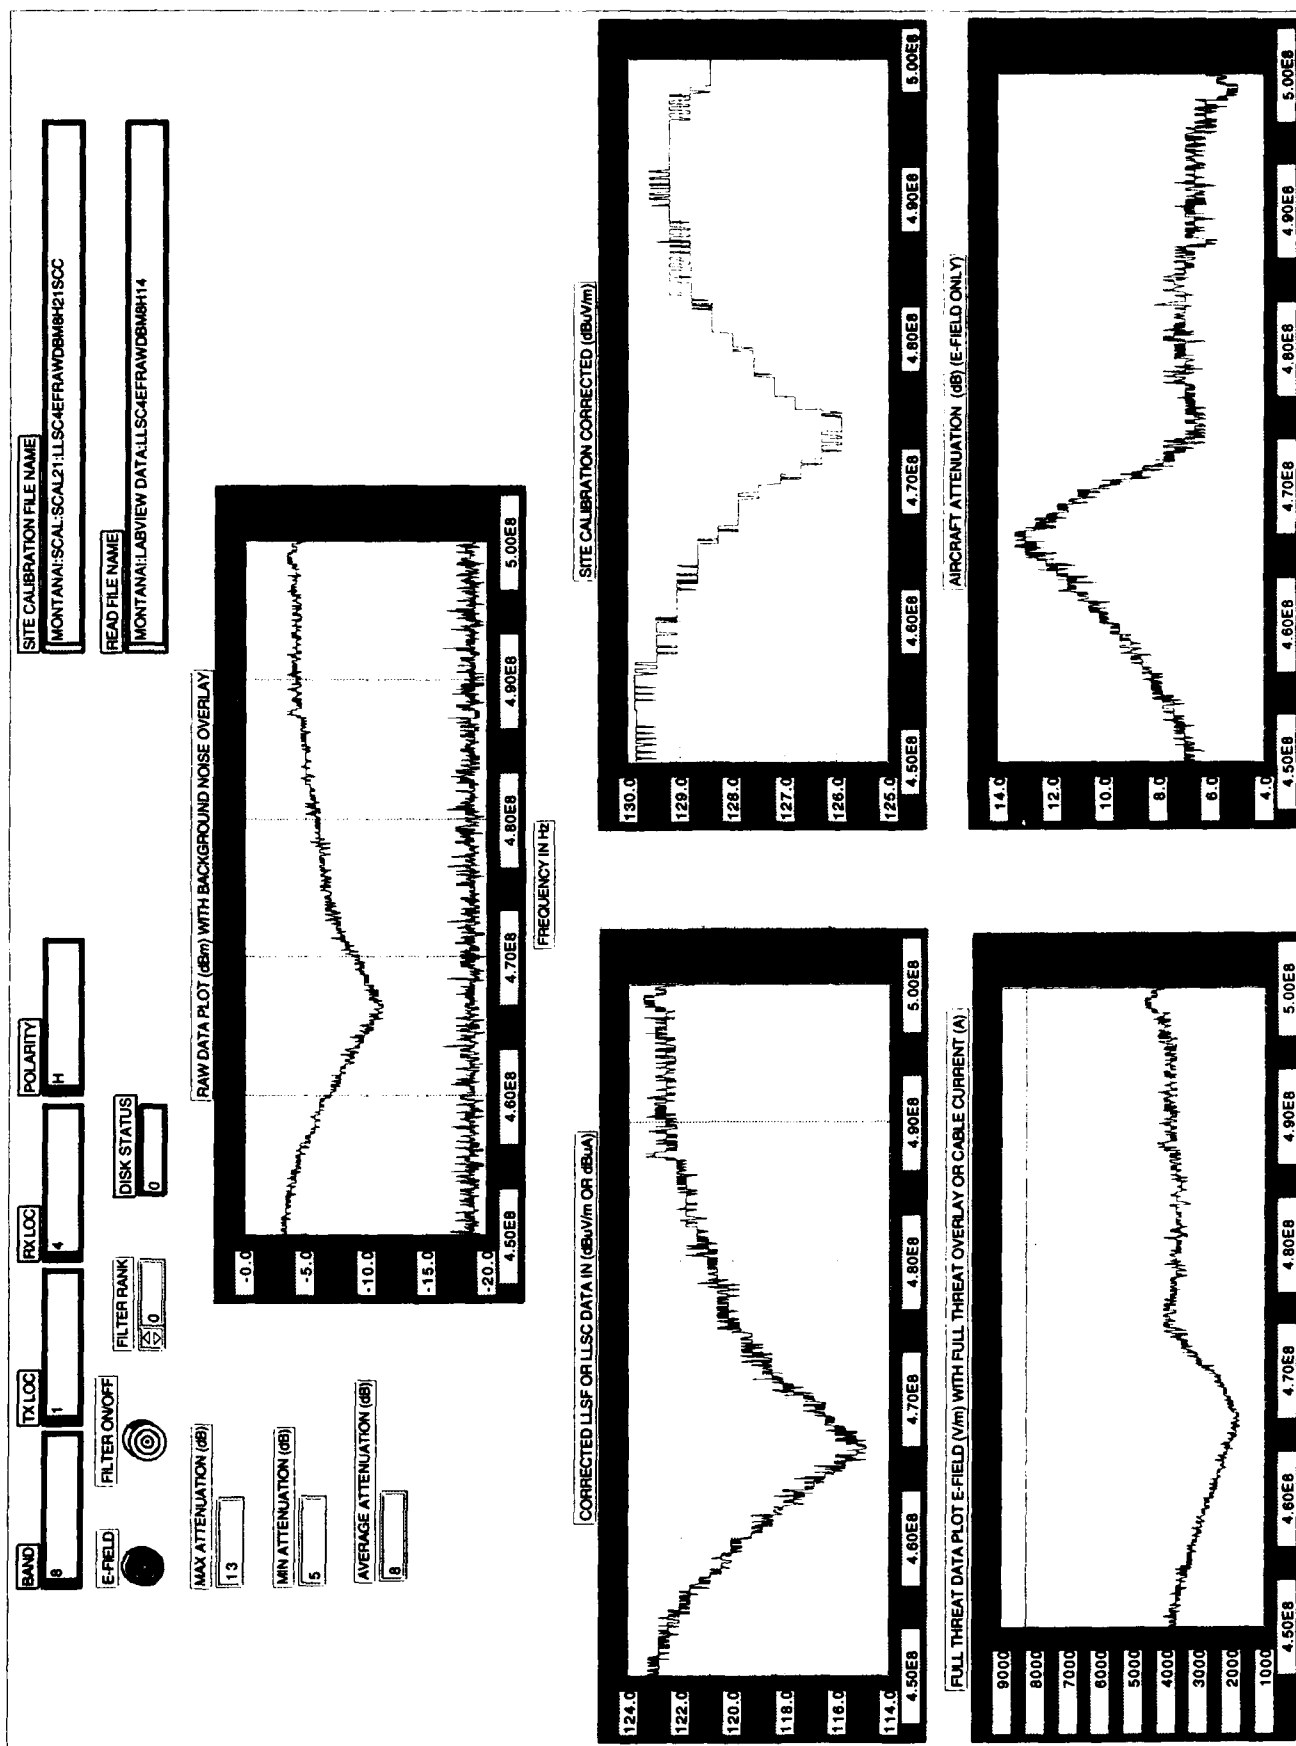 BAND
8
TX LOC
1
RX LOC
4
POLARITY
H
SITE CALIBRATION FILE NAME
MONTANAI:SCAL:SCAL21:LLSC4EFRAWDBM8H21SCC
E-FIELD
FILTER ON/OFF
FILTER RANK
0
DISK STATUS
0
READ FILE NAME
MONTANAI:LABVIEW DATA:LLSC4EFRAWDBM8H14
MAX ATTENUATION (dB)
13
MIN ATTENUATION (dB)
5
AVERAGE ATTENUATION (dB)
8
RAW DATA PLOT (dBm) WITH BACKGROUND NOISE OVERLAY
-0.0
-5.0
-10.0
-15.0
-20.0
4.50E8 4.60E8 4.70E8 4.80E8 4.90E8 5.00E8
FREQUENCY IN Hz
CORRECTED LLSF OR LLSC DATA IN (dBuV/m OR dBuA)
124.0
122.0
120.0
118.0
116.0
114.0
4.50E8 4.60E8 4.70E8 4.80E8 4.90E8 5.00E8
SITE CALIBRATION CORRECTED (dBuV/m)
130.0
129.0
128.0
127.0
126.0
125.0
4.50E8 4.60E8 4.70E8 4.80E8 4.90E8 5.00E8
FULL THREAT DATA PLOT E-FIELD (V/m) WITH FULL THREAT OVERLAY OR CABLE CURRENT (A)
9000
8000
7000
6000
5000
4000
3000
2000
1000
4.50E8 4.60E8 4.70E8 4.80E8 4.90E8 5.00E8
AIRCRAFT ATTENUATION (dB) (E-FIELD ONLY)
14.0
12.0
10.0
8.0
6.0
4.0
4.50E8 4.60E8 4.70E8 4.80E8 4.90E8 5.00E8